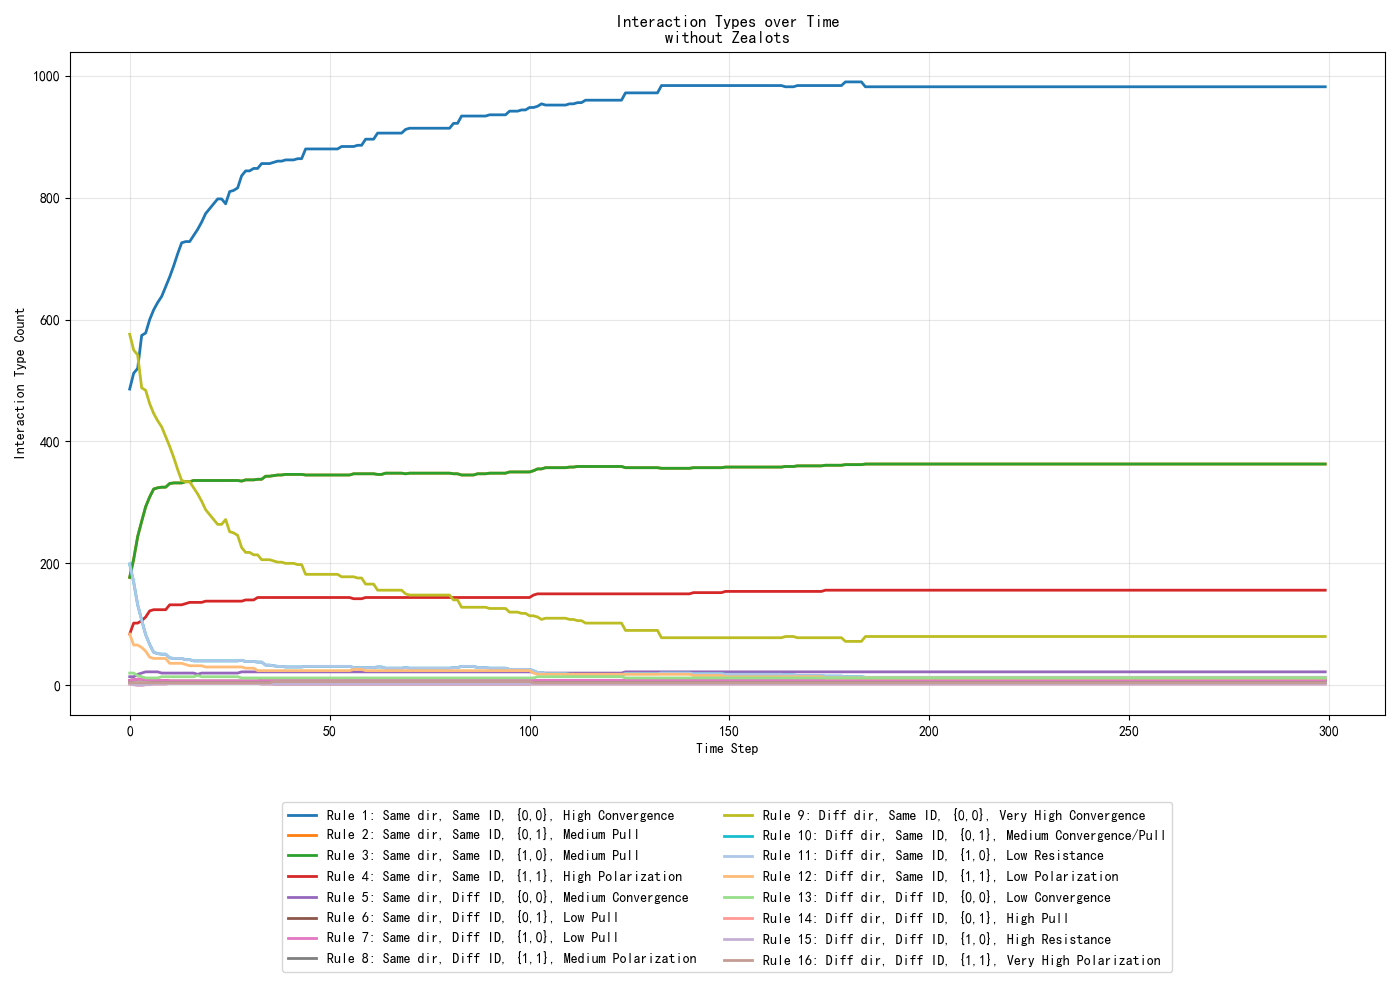 Interaction Types over Time
without Zealots
Interaction Type Count
1000
800
600
400
200
0
0
50
100
150
200
250
300
Time Step
Rule 1: Same dir, Same ID, {0,0}, High Convergence
Rule 2: Same dir, Same ID, {0,1}, Medium Pull
Rule 3: Same dir, Same ID, {1,0}, Medium Pull
Rule 4: Same dir, Same ID, {1,1}, High Polarization
Rule 5: Same dir, Diff ID, {0,0}, Medium Convergence
Rule 6: Same dir, Diff ID, {0,1}, Low Pull
Rule 7: Same dir, Diff ID, {1,0}, Low Pull
Rule 8: Same dir, Diff ID, {1,1}, Medium Polarization
Rule 9: Diff dir, Same ID, {0,0}, Very High Convergence
Rule 10: Diff dir, Same ID, {0,1}, Medium Convergence/Pull
Rule 11: Diff dir, Same ID, {1,0}, Low Resistance
Rule 12: Diff dir, Same ID, {1,1}, Low Polarization
Rule 13: Diff dir, Diff ID, {0,0}, Low Convergence
Rule 14: Diff dir, Diff ID, {0,1}, High Pull
Rule 15: Diff dir, Diff ID, {1,0}, High Resistance
Rule 16: Diff dir, Diff ID, {1,1}, Very High Polarization